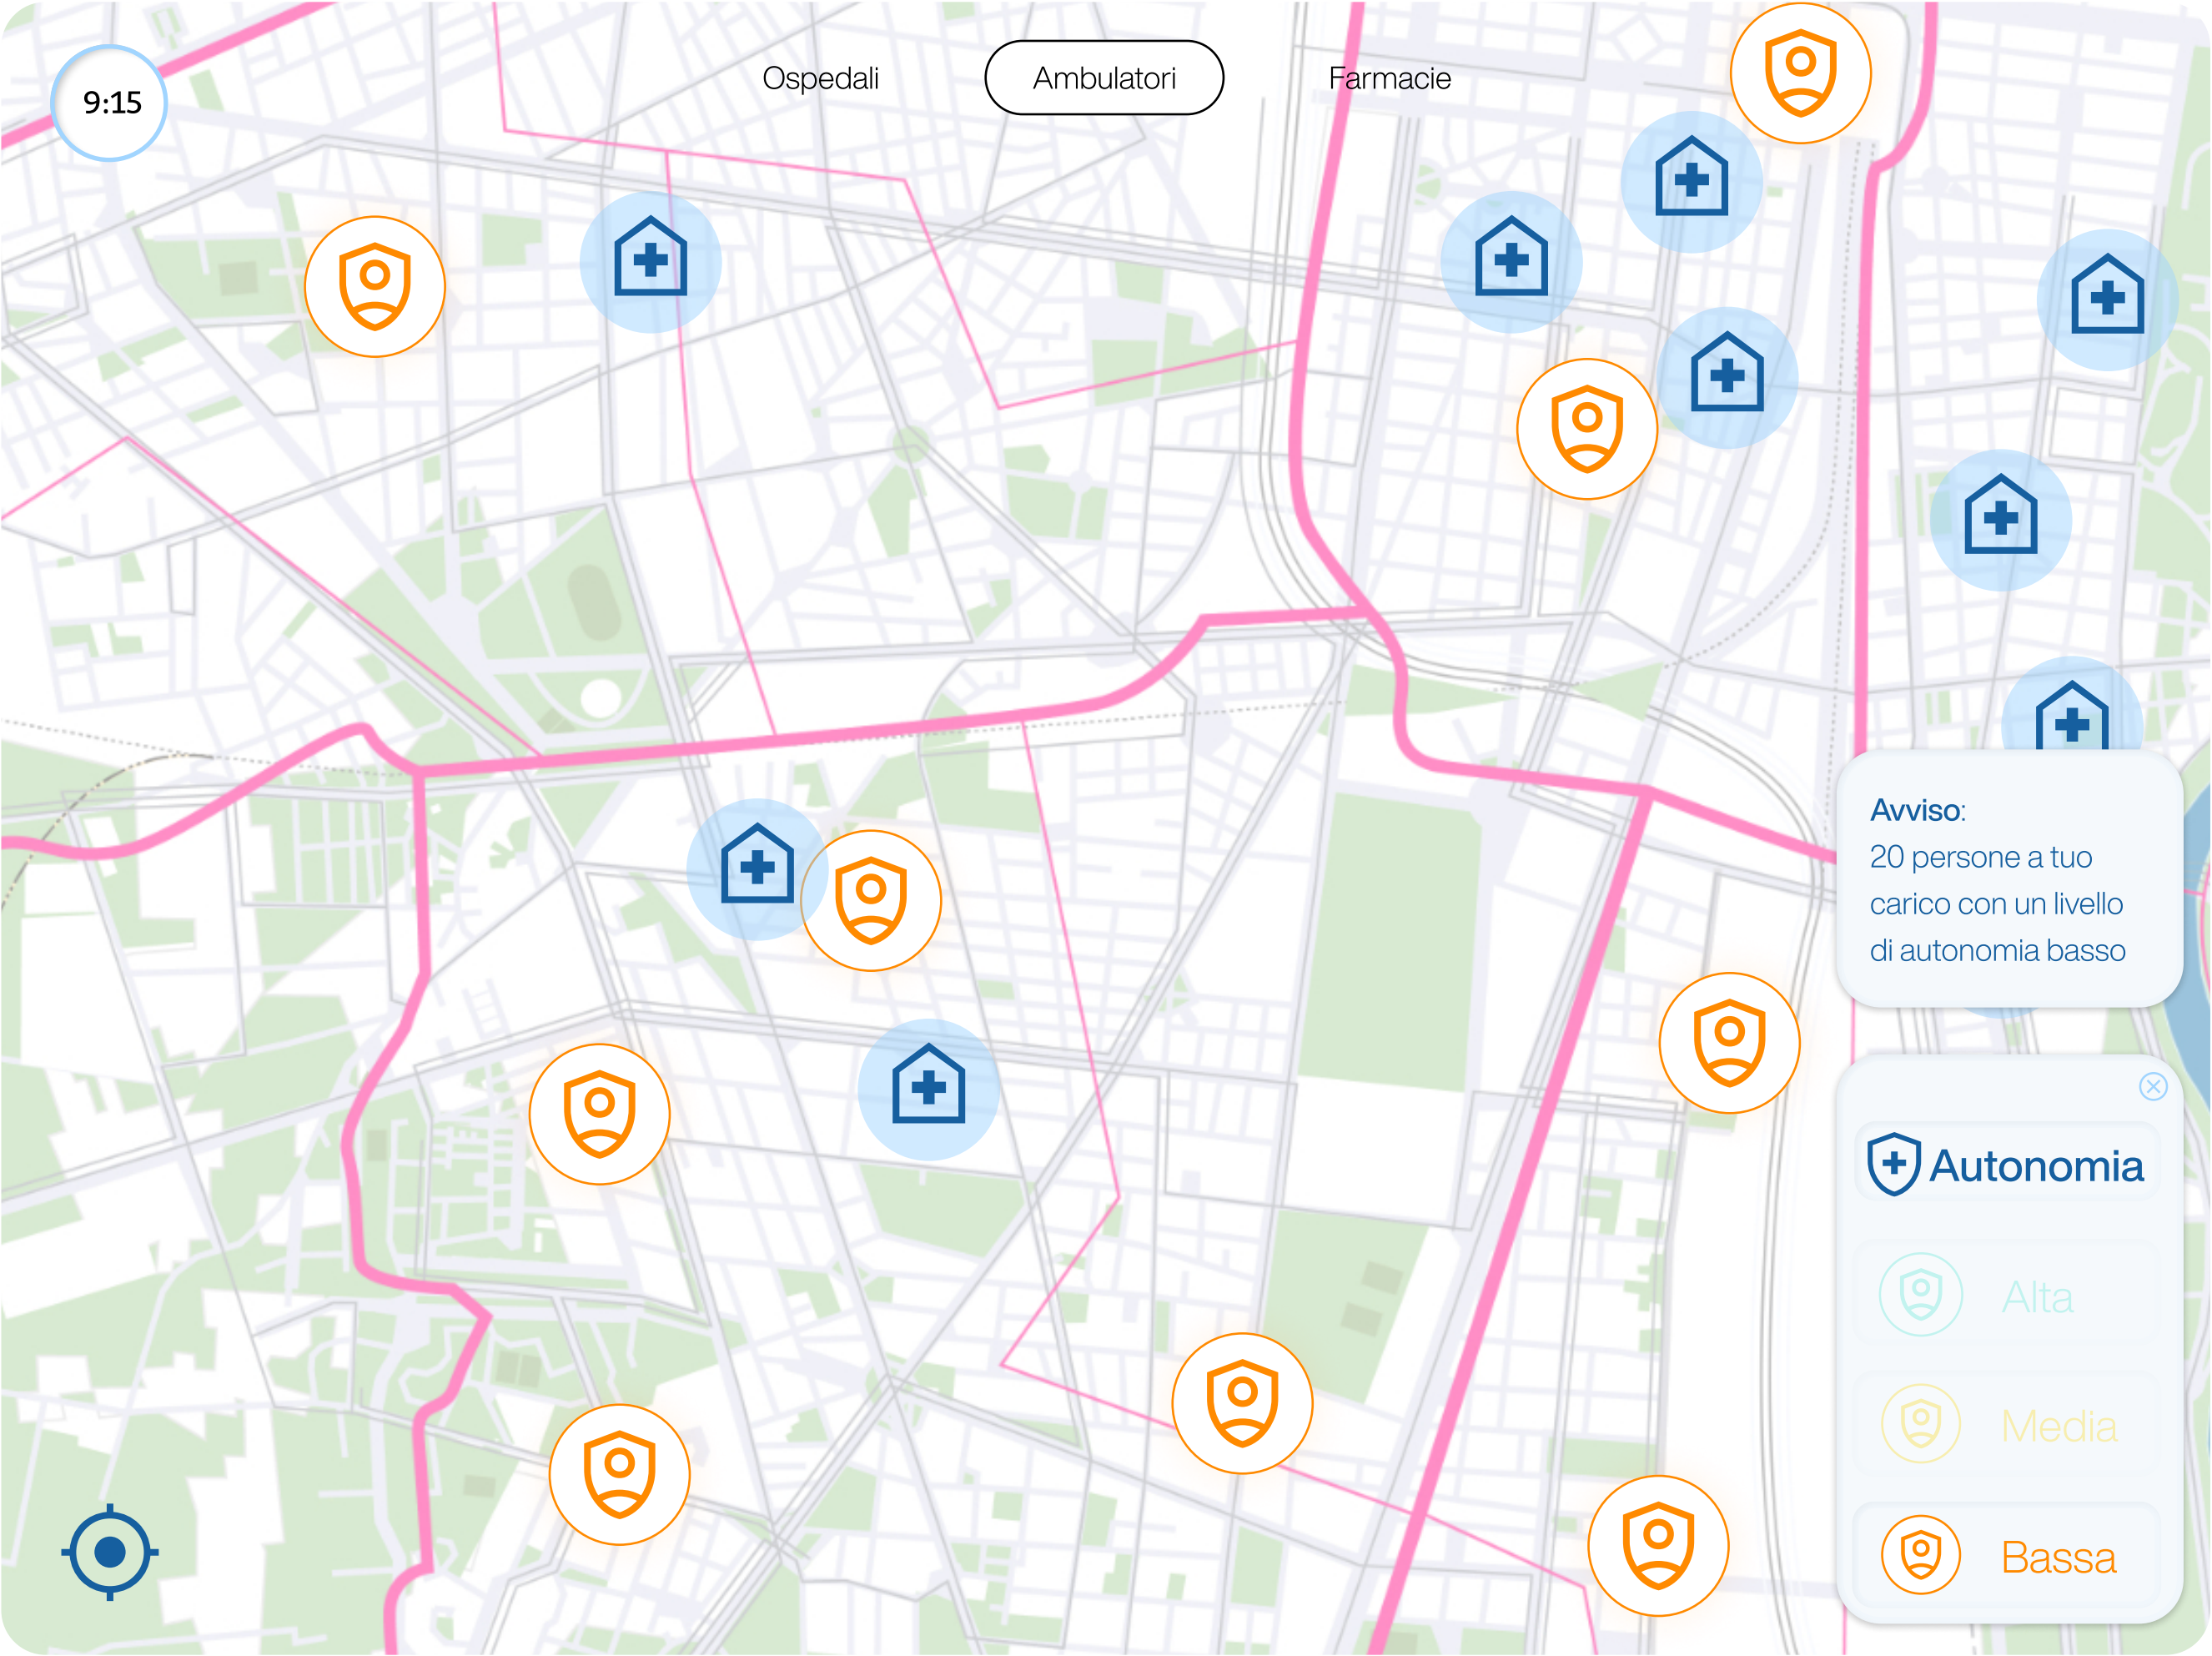 9:15
Ospedali
Ambulatori
Farmacie
Avviso:
20 persone a tuo
carico con un livello
di autonomia basso
Autonomia
Alta
Media
Bassa